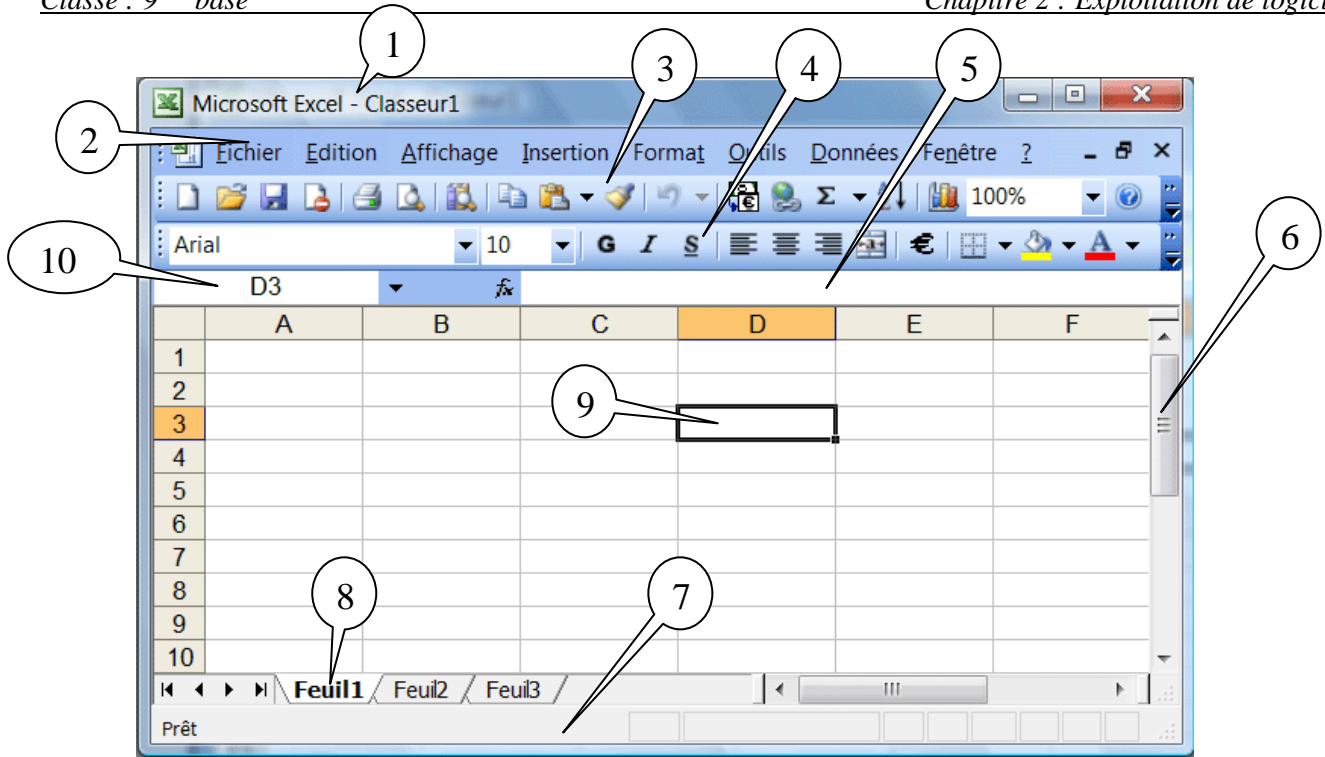 Classe : 9 base Chapitre 2 : Exploitation de
1
3 4 5
Microsoft Excel - Classeur1
2
Fichier Edition Affichage Insertion Format Outils Données Fenêtre ?
100%
Arial 10 G I S €
6
10
D3 fx
A B C D E F
1
2
9
3
4
5
6
7
8
8 7
9
10
Feuil1 Feuil2 Feuil3
Prêt